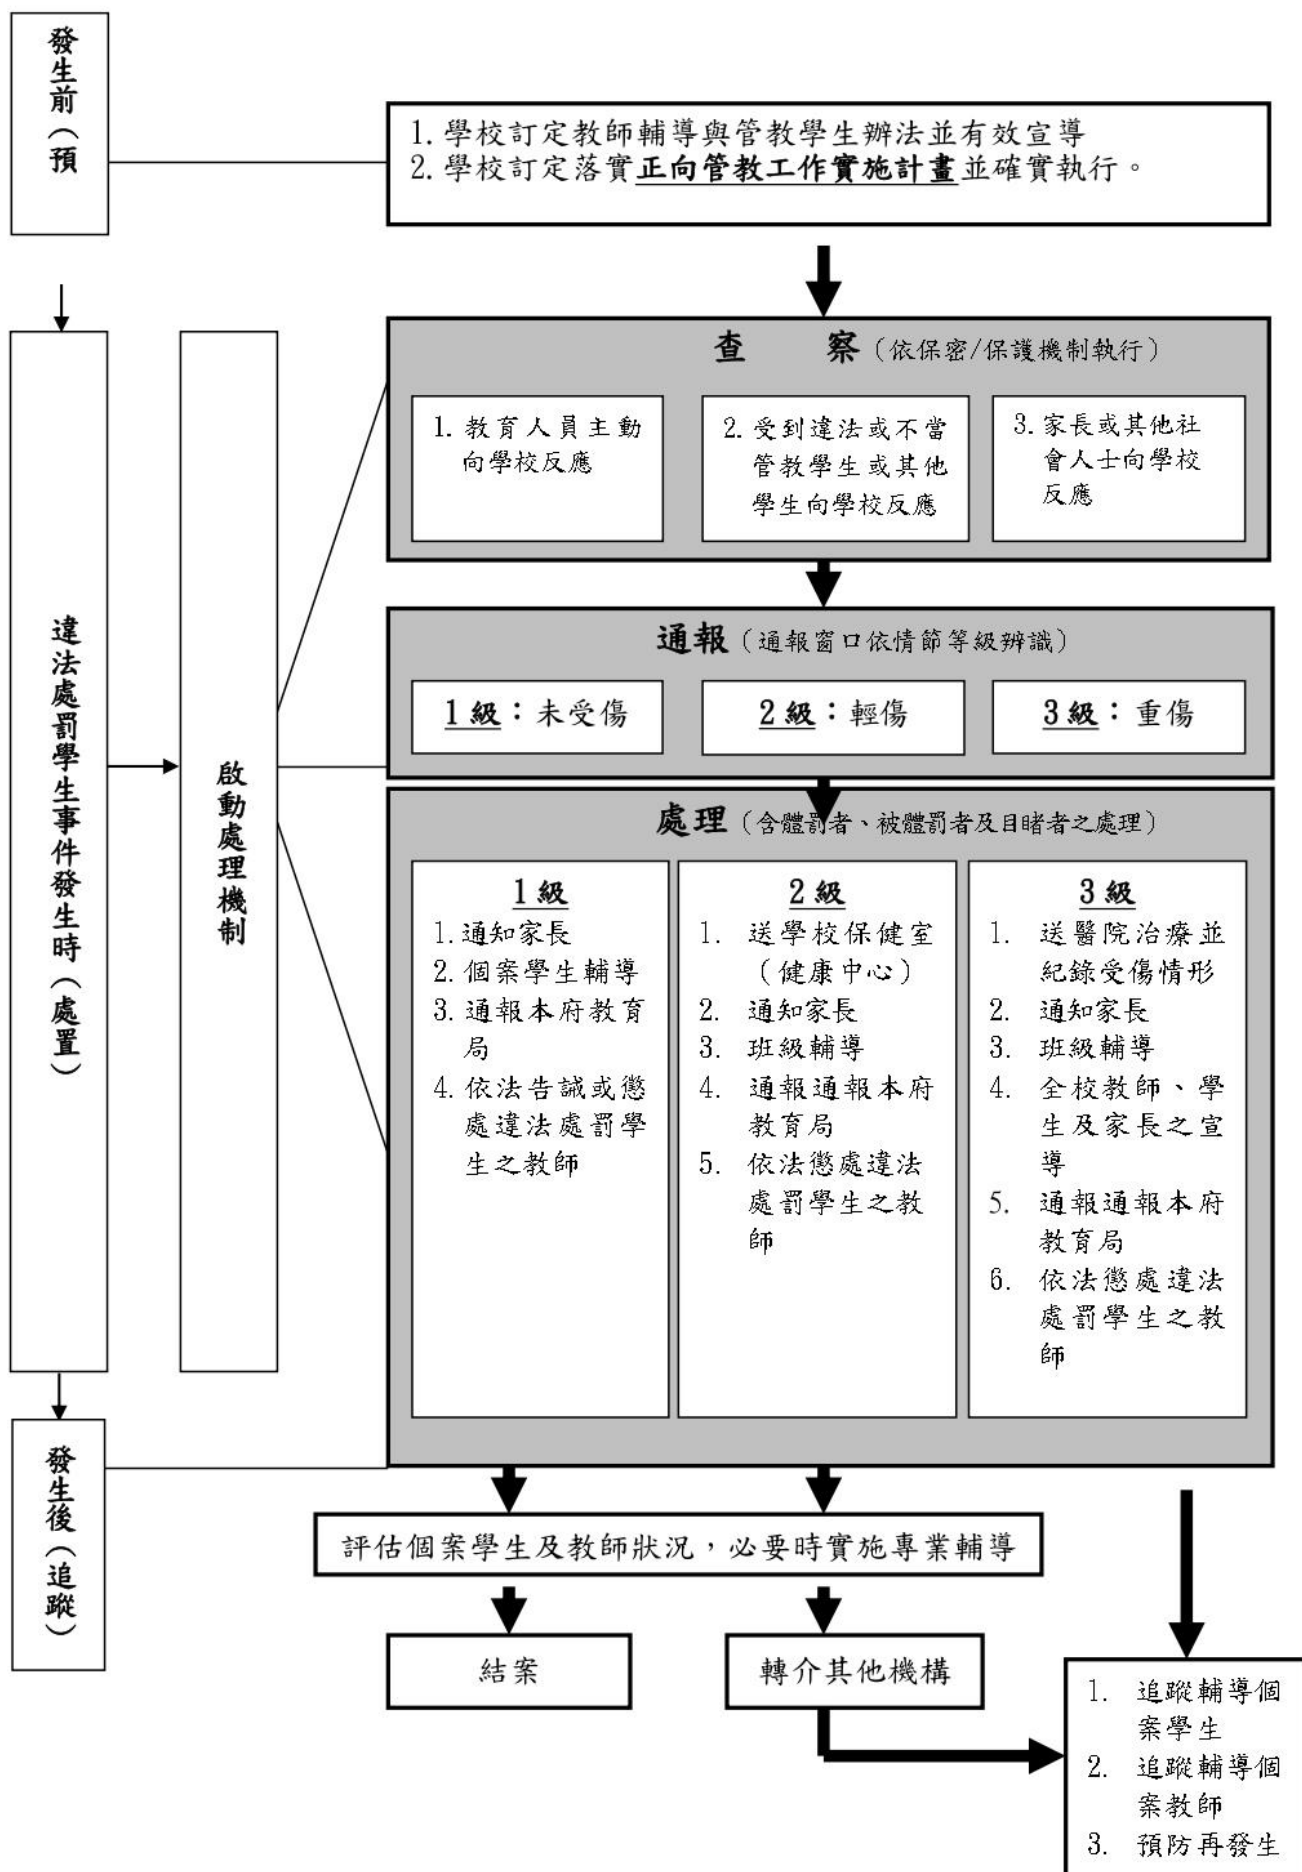 發生前（預
1. 學校訂定教師輔導與管教學生辦法並有效宣導
2. 學校訂定落實正向管教工作實施計畫並確實執行。
違法處罰學生事件發生時（處置）
啟動處理機制
查　察（依保密/保護機制執行）
1. 教育人員主動
向學校反應
2. 受到違法或不當
管教學生或其他
學生向學校反應
3. 家長或其他社
會人士向學校
反應
通報（通報窗口依情節等級辨識）
1 級：未受傷
2 級：輕傷
3 級：重傷
處理（含體罰者、被體罰者及目睹者之處理）
1 級
1. 通知家長
2. 個案學生輔導
3. 通報本府教育
局
4. 依法告誡或懲
處違法處罰學
生之教師
2 級
1. 送學校保健室
（健康中心）
2. 通知家長
3. 班級輔導
4. 通報通報本府
教育局
5. 依法懲處違法
處罰學生之教
師
3 級
1. 送醫院治療並
紀錄受傷情形
2. 通知家長
3. 班級輔導
4. 全校教師、學
生及家長之宣
導
5. 通報通報本府
教育局
6. 依法懲處違法
處罰學生之教
師
發生後（追蹤）
評估個案學生及教師狀況，必要時實施專業輔導
結案
轉介其他機構
1. 追蹤輔導個
案學生
2. 追蹤輔導個
案教師
3. 預防再發生